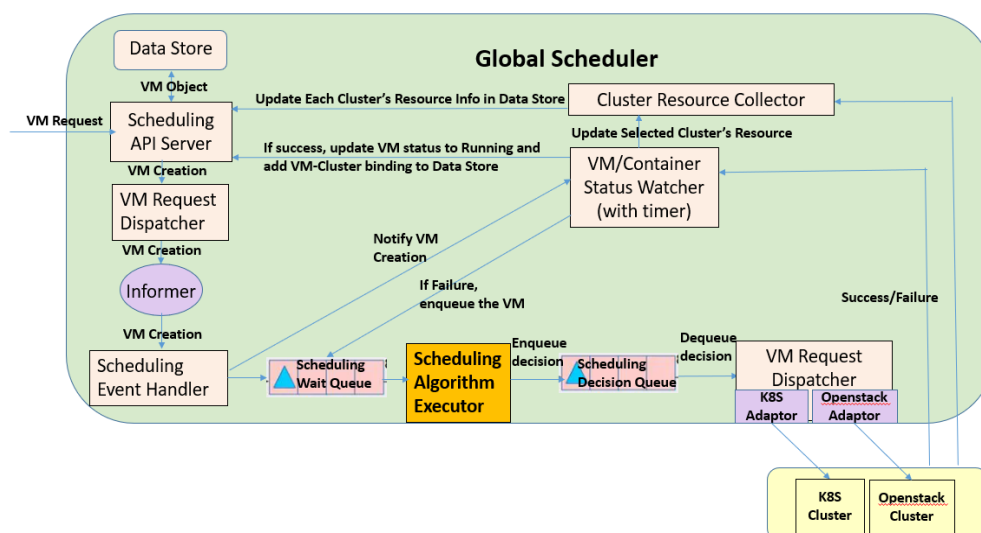 Data Store
Global Scheduler
VM Object
Update Each Cluster's Resource Info in Data Store
Cluster Resource Collector
VM Request
Scheduling
API Server
Update Selected Cluster's Resource
If success, update VM status to Running and
add VM-Cluster binding to Data Store
VM/Container
Status Watcher
(with timer)
VM Creation
VM Request
Dispatcher
VM Creation
Notify VM
Creation
Informer
If Failure,
enqueue the VM
Success/Failure
VM Creation
Scheduling
Event Handler
Scheduling
Wait Queue
Scheduling
Algorithm
Executor
Enqueue
decision
Scheduling
Decision Queue
Dequeue
decision
VM Request
Dispatcher
K8S
Adaptor
Openstack
Adaptor
K8S
Cluster
Openstack
Cluster